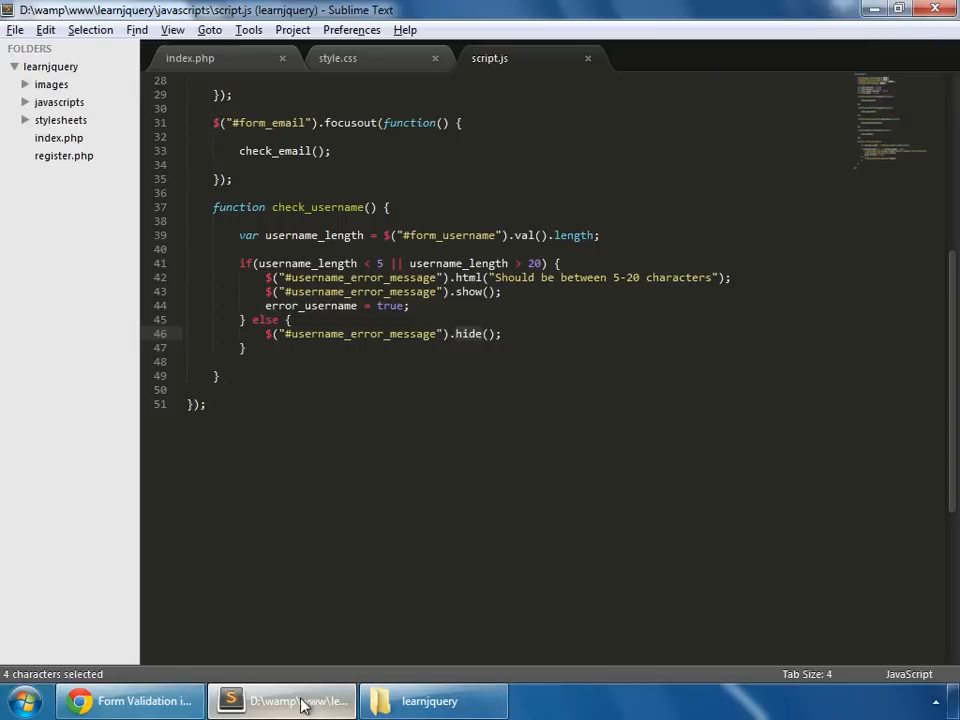 D:\wamp\www\learnjquery\javascripts\script.js (learnjquery) - Sublime Text
File Edit Selection Find View Goto Tools Project Preferences Help
FOLDERS
learnjquery
images
javascripts
stylesheets
index.php
register.php
index.php
style.css
script.js
28
29 });
30
31 $("#form_email").focusout(function() {
32
33 check_email();
34
35 });
36
37 function check_username() {
38
39 var username_length = $("#form_username").val().length;
40
41 if(username_length < 5 || username_length > 20) {
42 $("#username_error_message").html("Should be between 5-20 characters");
43 $("#username_error_message").show();
44 error_username = true;
45 } else {
46 $("#username_error_message").hide();
47 }
48
49 }
50
51 });
4 characters selected
Tab Size: 4
JavaScript
Form Validation i...
D:\wamp\www\le...
learnjquery